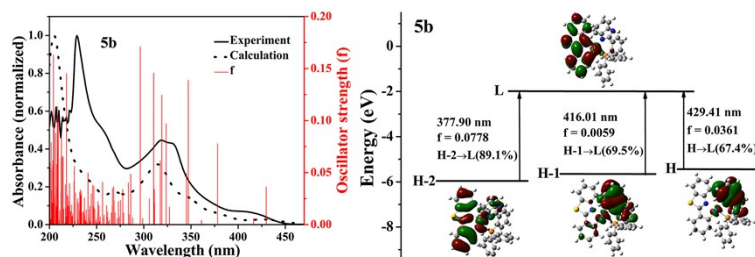 5b
Experiment
Calculation
f
Absorbance (normalized)
1.0
0.8
0.6
0.4
0.2
0.0
200 250 300 350 400 450
Wavelength (nm)
0.20
0.15
0.10
0.05
0.00
Oscillator strength (f)
5b
Energy (eV)
0
-2
-4
-6
-8
L
377.90 nm
f = 0.0778
H-2→L(89.1%)
416.01 nm
f = 0.0059
H-1→L(69.5%)
429.41 nm
f = 0.0361
H→L(67.4%)
H-2
H-1
H